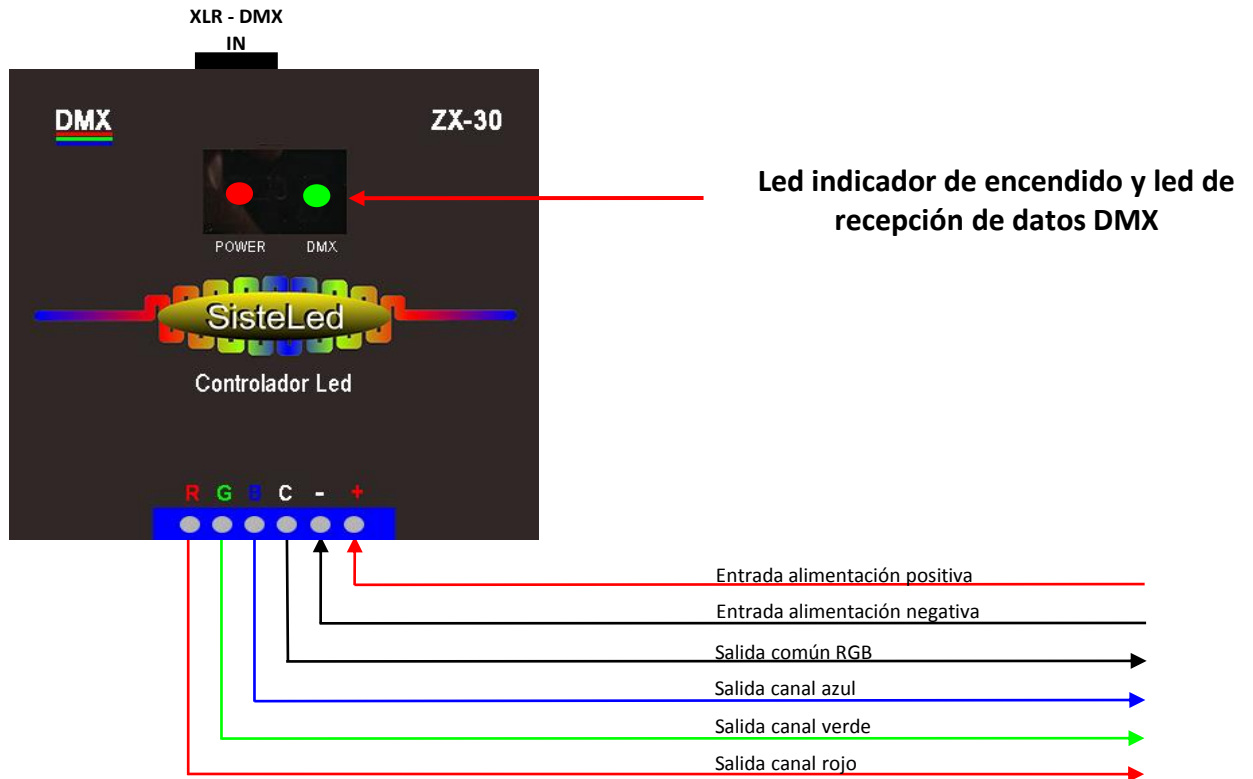 XLR - DMX
IN
DMX
ZX-30
Led indicador de encendido y led de
recepción de datos DMX
POWER
DMX
SisteLed
Controlador Led
R G B C - +
Entrada alimentación positiva
Entrada alimentación negativa
Salida común RGB
Salida canal azul
Salida canal verde
Salida canal rojo